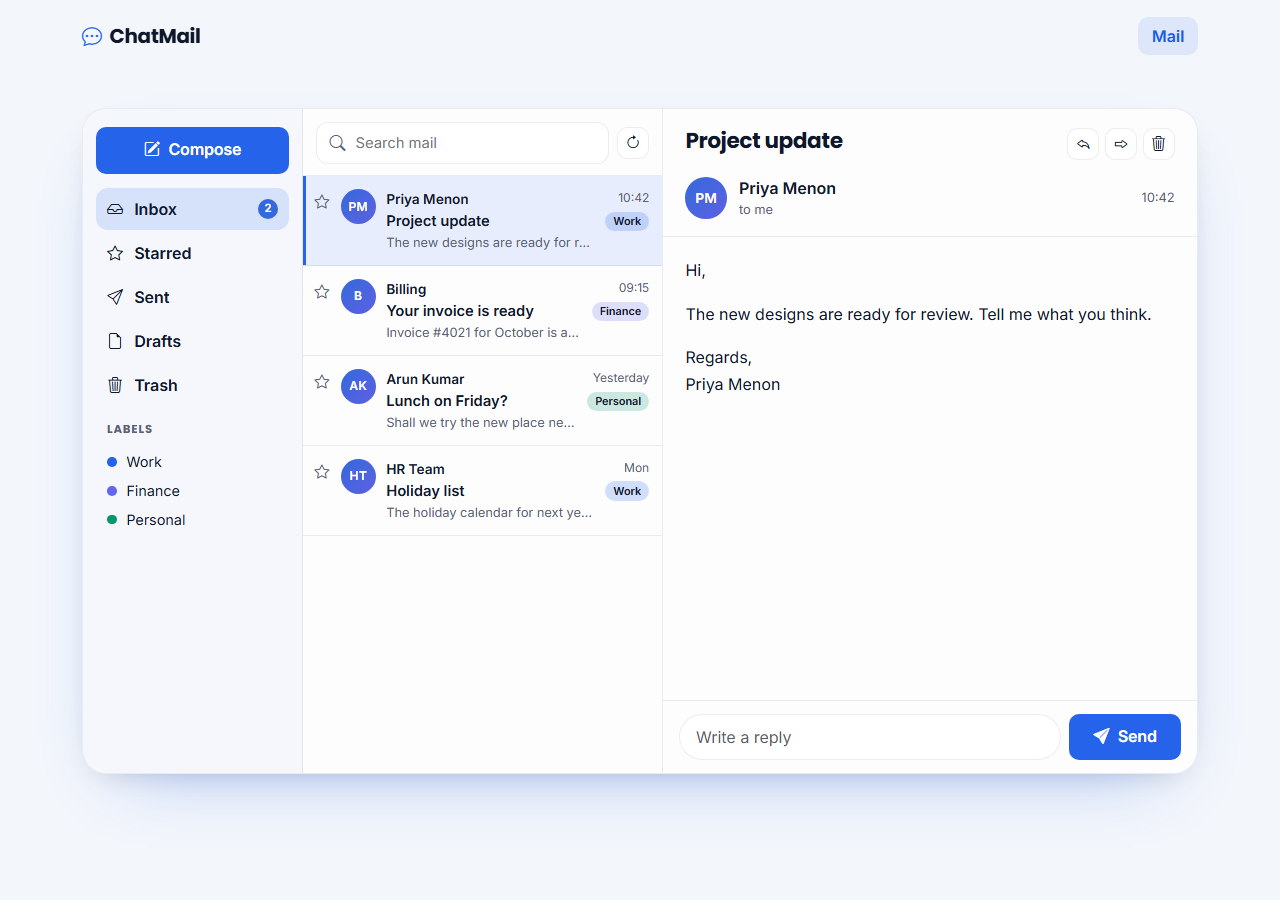 ChatMail
Mail
Compose
Inbox 2
Starred
Sent
Drafts
Trash
LABELS
Work
Finance
Personal
Search mail
PM
Priya Menon 10:42
Project update Work
The new designs are ready for r...
B
Billing 09:15
Your invoice is ready Finance
Invoice #4021 for October is a...
AK
Arun Kumar Yesterday
Lunch on Friday? Personal
Shall we try the new place ne...
HT
HR Team Mon
Holiday list Work
The holiday calendar for next ye...
Project update
PM
Priya Menon
to me
10:42
Hi,
The new designs are ready for review. Tell me what you think.
Regards,
Priya Menon
Write a reply
Send